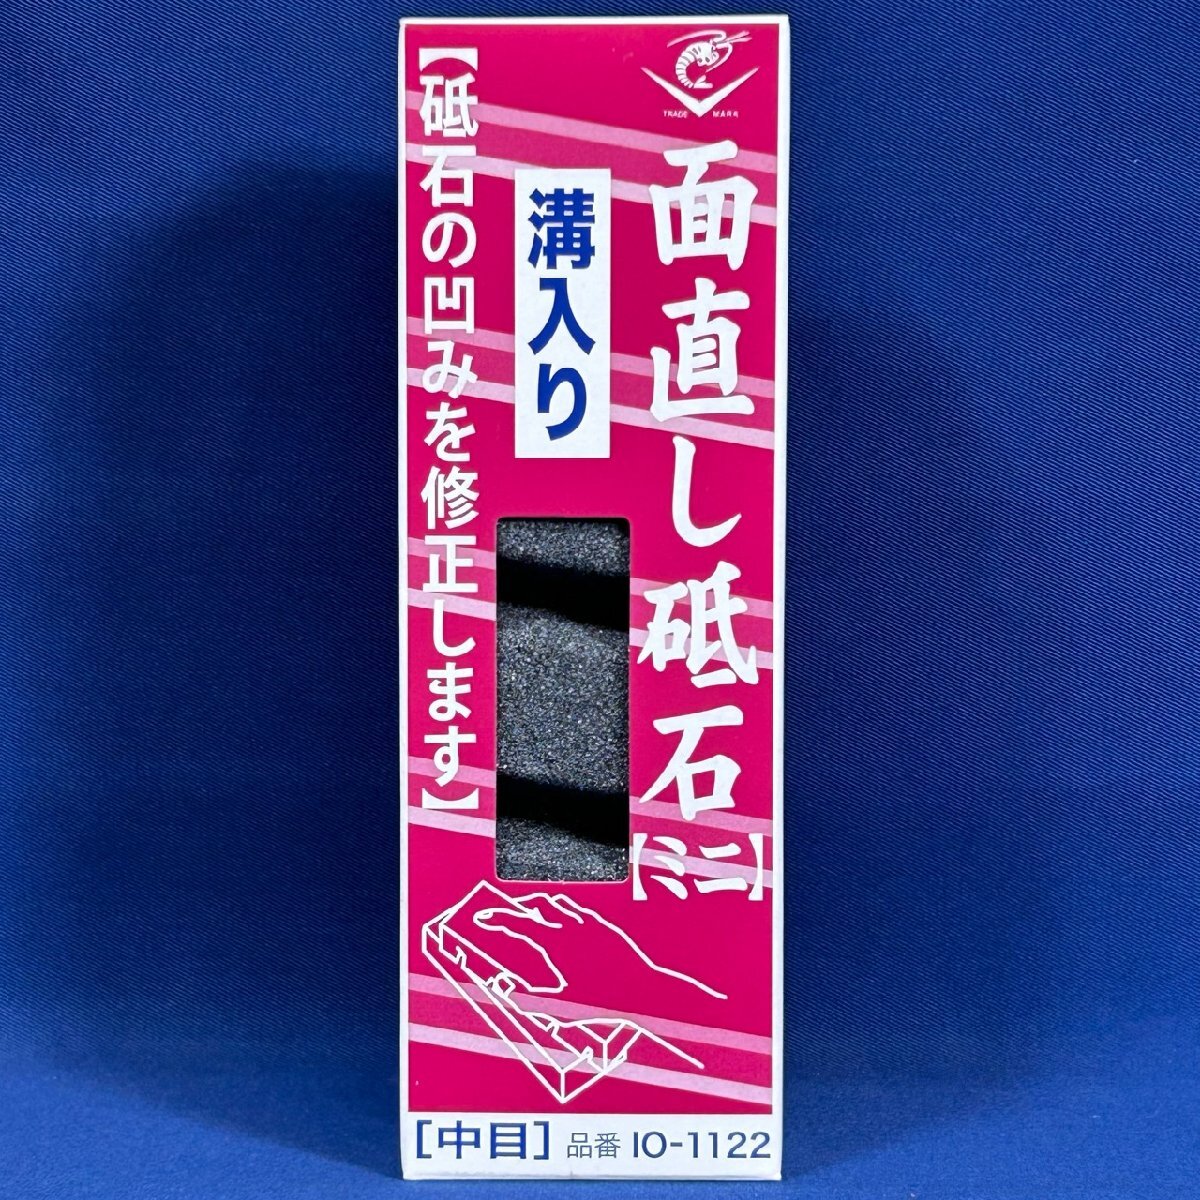 TRADE MARK
面直し砥石
【ミニ】
溝入り
【砥石の凹みを修正します】
[中目] 品番 IO-1122